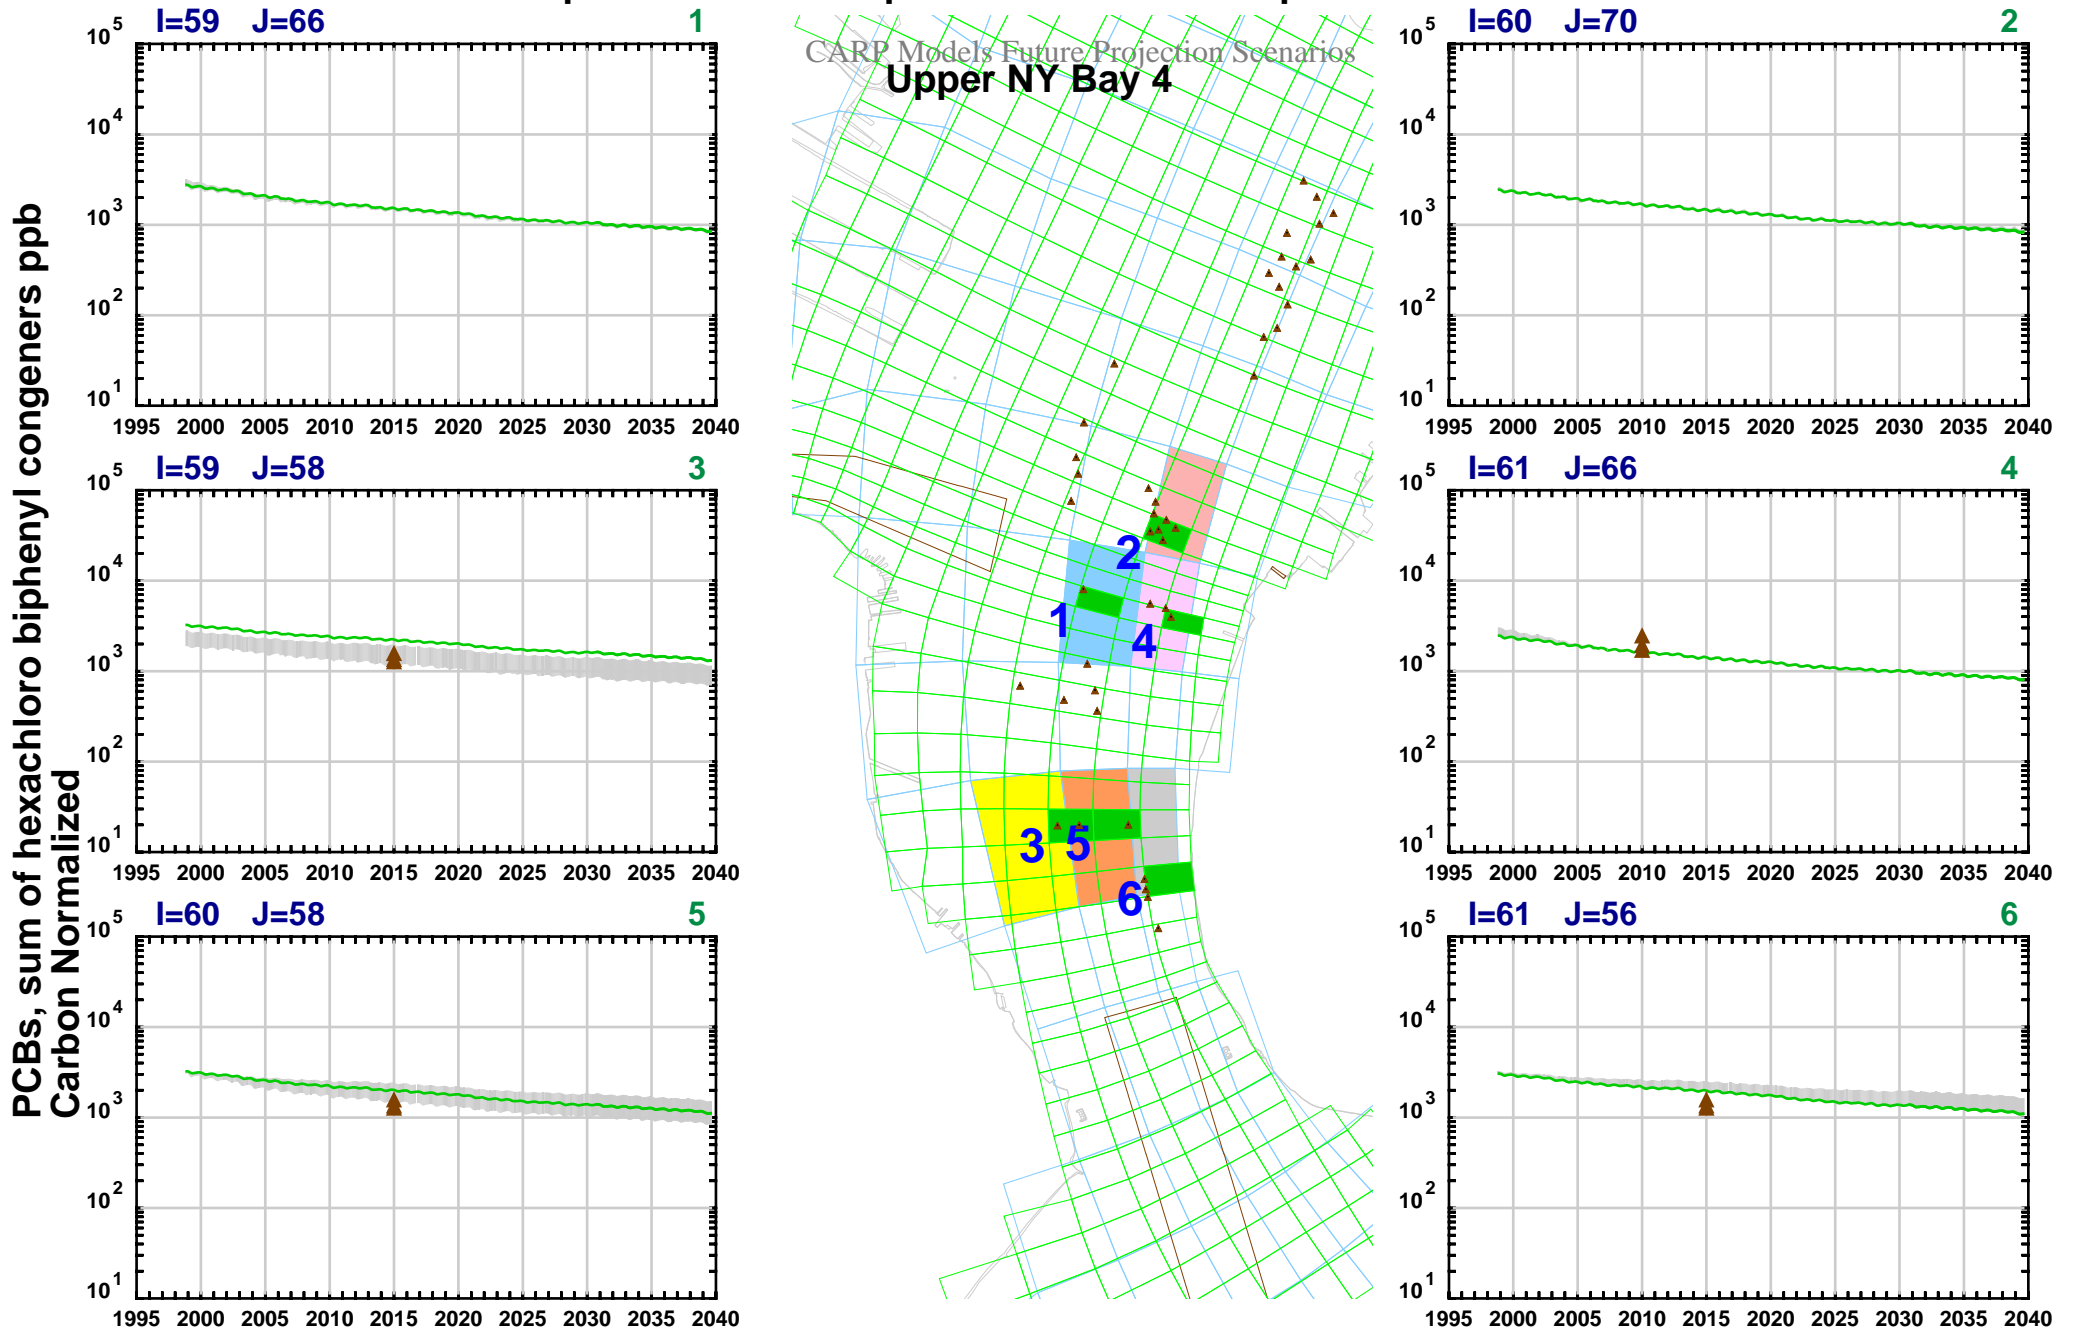 CARP Models Future Projection Scenarios
Upper NY Bay 4
PCBs, sum of hexachloro biphenyl congeners ppb
Carbon Normalized
I=59 J=66 1
10^5
10^4
10^3
10^2
10^1
1995 2000 2005 2010 2015 2020 2025 2030 2035 2040
I=60 J=70 2
10^5
10^4
10^3
10^2
10^1
1995 2000 2005 2010 2015 2020 2025 2030 2035 2040
I=59 J=58 3
10^5
10^4
10^3
10^2
10^1
1995 2000 2005 2010 2015 2020 2025 2030 2035 2040
I=61 J=66 4
10^5
10^4
10^3
10^2
10^1
1995 2000 2005 2010 2015 2020 2025 2030 2035 2040
I=60 J=58 5
10^5
10^4
10^3
10^2
10^1
1995 2000 2005 2010 2015 2020 2025 2030 2035 2040
I=61 J=56 6
10^5
10^4
10^3
10^2
10^1
1995 2000 2005 2010 2015 2020 2025 2030 2035 2040
2
1
4
3 5
6